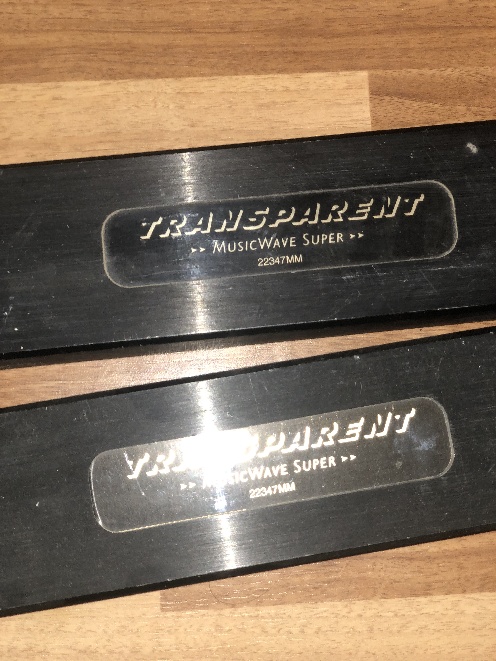 TRANSPARENT
▸▸ MUSICWAVE SUPER ▸▸
22347MM
TRANSPARENT
▸▸ MUSICWAVE SUPER ▸▸
22347MM